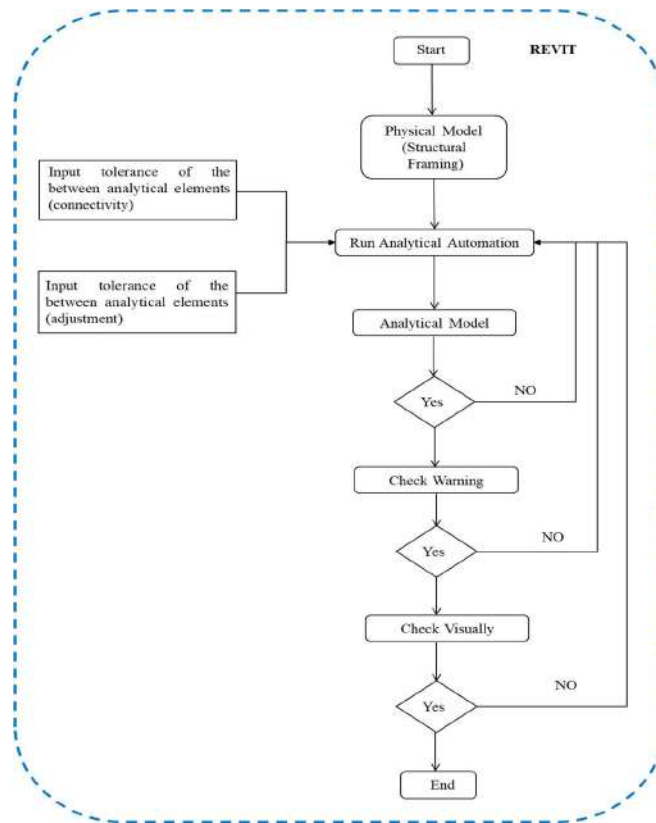 Start
REVIT
Physical Model
(Structural
Framing)
Input tolerance of the
between analytical elements
(connectivity)
Run Analytical Automation
Input tolerance of the
between analytical elements
(adjustment)
Analytical Model
Yes
NO
Check Warning
Yes
NO
Check Visually
Yes
NO
End